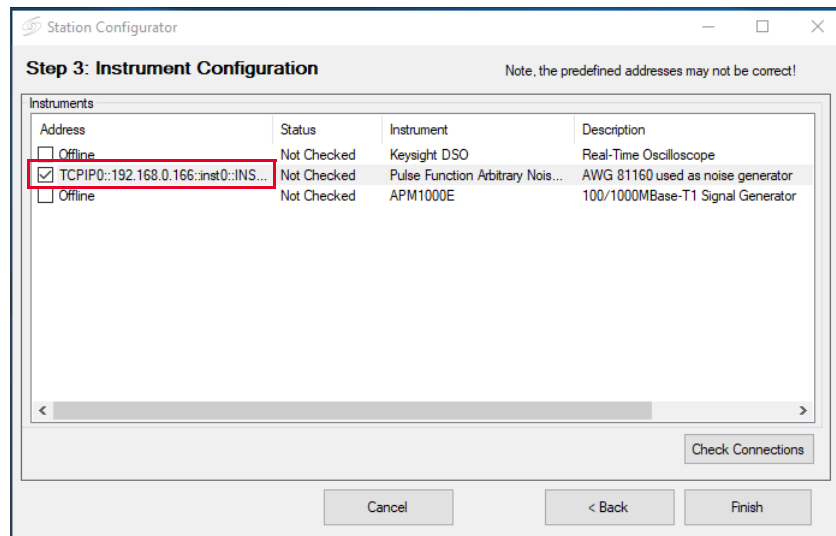 Station Configurator
Step 3: Instrument Configuration Note, the predefined addresses may not be correct!
Instruments
Address Status Instrument Description
Offline Not Checked Keysight DSO Real-Time Oscilloscope
TCPIP0::192.168.0.166::inst0::INS... Not Checked Pulse Function Arbitrary Nois... AWG 81160 used as noise generator
Offline Not Checked APM1000E 100/1000MBase-T1 Signal Generator
Check Connections
Cancel < Back Finish